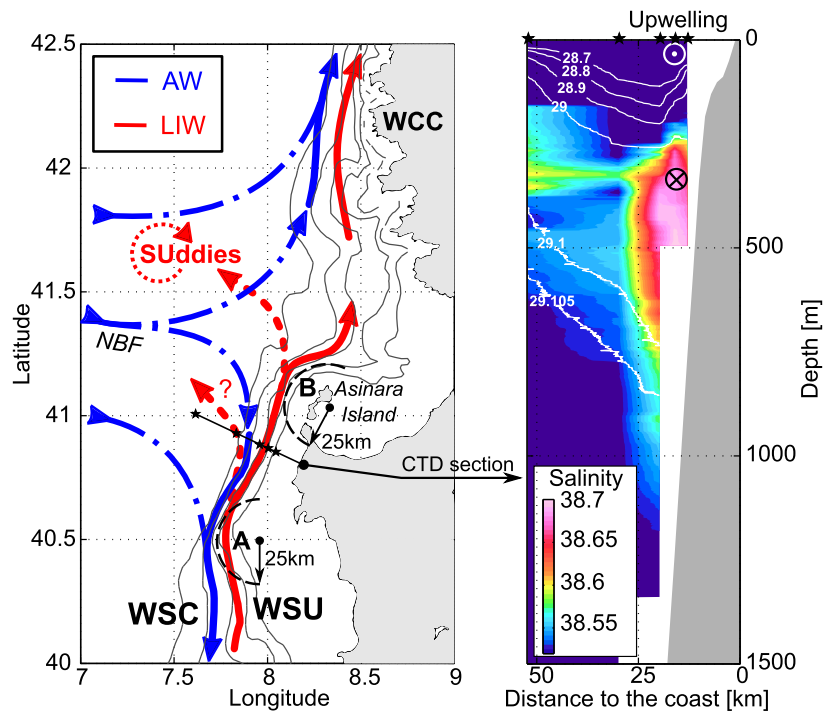 42.5
42
41.5
41
40.5
40
Latitude
AW
LIW
WCC
SUddies
NBF
?
B
Asinara
Island
25km
CTD section
A
25km
WSC
WSU
7
7.5
8
8.5
9
Longitude
Upwelling
0
28.7
28.8
28.9
29
500
29.1
29.105
Depth [m]
1000
Salinity
38.7
38.65
38.6
38.55
1500
50
25
0
Distance to the coast [km]